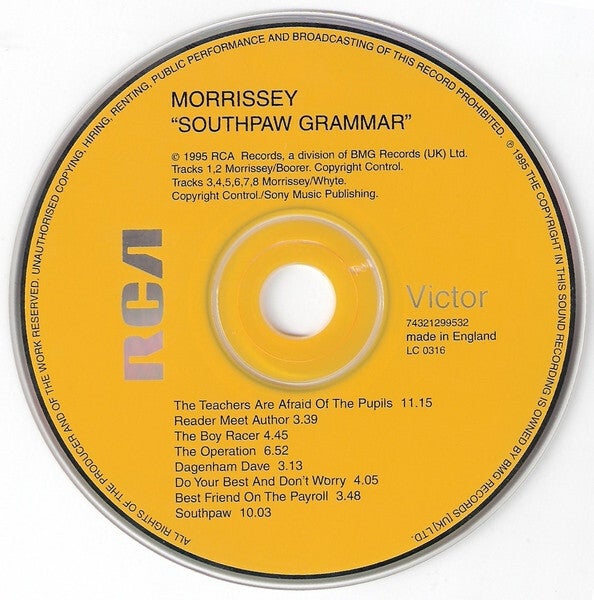 ALL RIGHTS OF THE PRODUCER AND OF THE WORK RESERVED. UNAUTHORISED COPYING, HIRING, RENTING, PUBLIC PERFORMANCE AND BROADCASTING OF THIS RECORD PROHIBITED. ℗ 1995 THE COPYRIGHT IN THIS SOUND RECORDING IS OWNED BY BMG RECORDS [UK] LTD.
MORRISSEY
“SOUTHPAW GRAMMAR”
© 1995 RCA Records, a division of BMG Records (UK) Ltd.
Tracks 1,2 Morrissey/Boorer. Copyright Control.
Tracks 3,4,5,6,7,8 Morrissey/Whyte.
Copyright Control./Sony Music Publishing.
RCA
Victor
74321299532
made in England
LC 0316
The Teachers Are Afraid Of The Pupils 11.15
Reader Meet Author 3.39
The Boy Racer 4.45
The Operation 6.52
Dagenham Dave 3.13
Do Your Best And Don't Worry 4.05
Best Friend On The Payroll 3.48
Southpaw 10.03